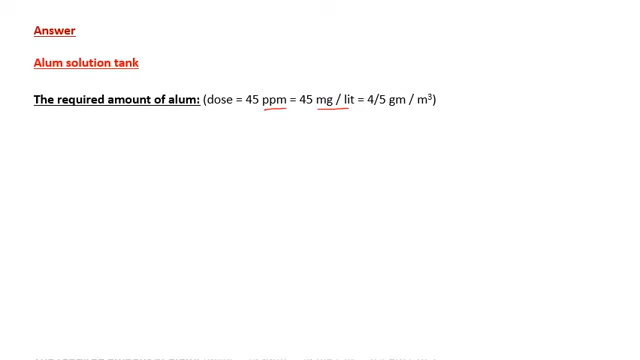 Answer
Alum solution tank
The required amount of alum: (dose = 45 ppm = 45 mg / lit = 4/5 gm / m³)